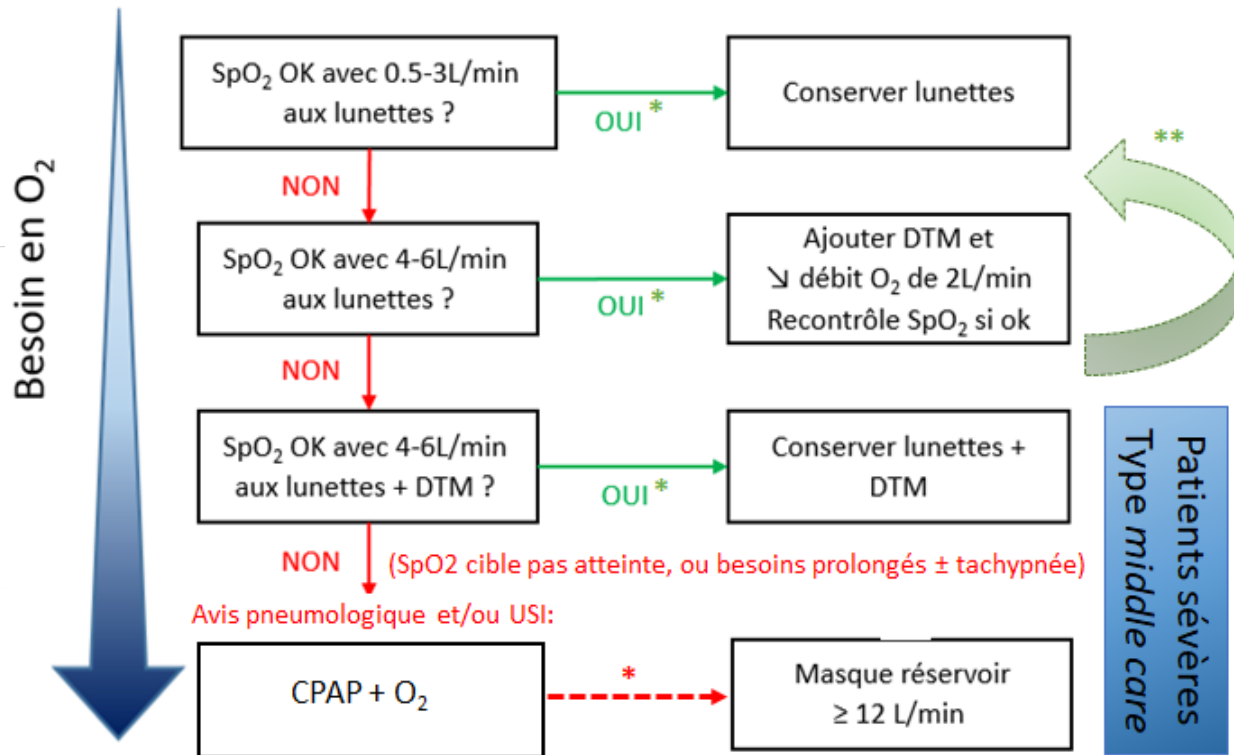 Besoin en O₂
SpO₂ OK avec 0.5-3L/min
aux lunettes ?
OUI *
Conserver lunettes
NON
**
SpO₂ OK avec 4-6L/min
aux lunettes ?
OUI *
Ajouter DTM et
↘ débit O₂ de 2L/min
Recontrôle SpO₂ si ok
NON
SpO₂ OK avec 4-6L/min
aux lunettes + DTM ?
OUI *
Conserver lunettes +
DTM
Patients sévères
Type middle care
NON
(SpO2 cible pas atteinte, ou besoins prolongés ± tachypnée)
Avis pneumologique et/ou USI:
CPAP + O₂
*
Masque réservoir
≥ 12 L/min